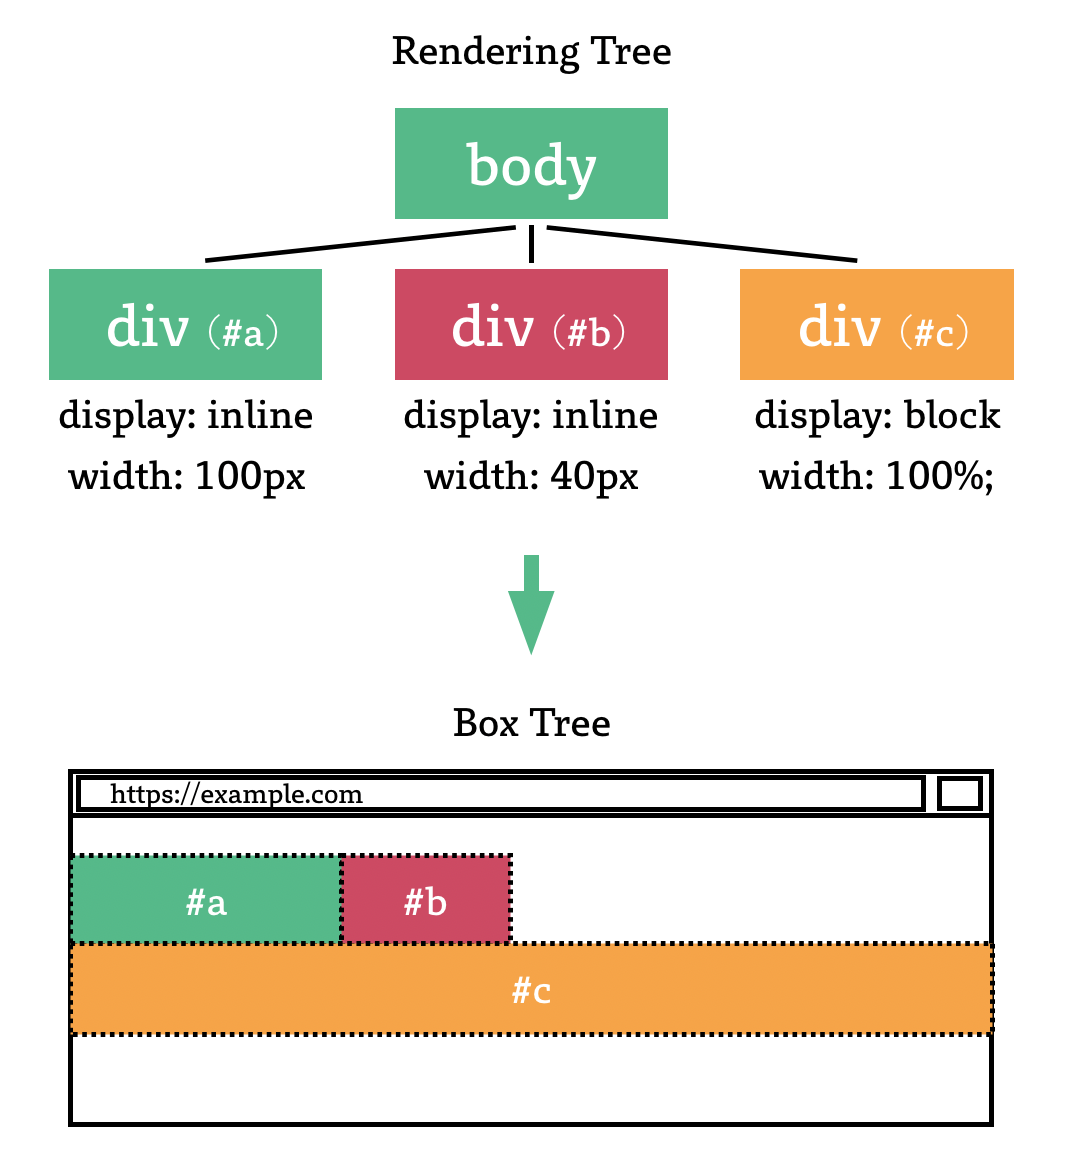 Rendering Tree
body
div （#a） div （#b） div （#c）
display: inline display: inline display: block
width: 100px width: 40px width: 100%;
Box Tree
https://example.com
#a #b
#c